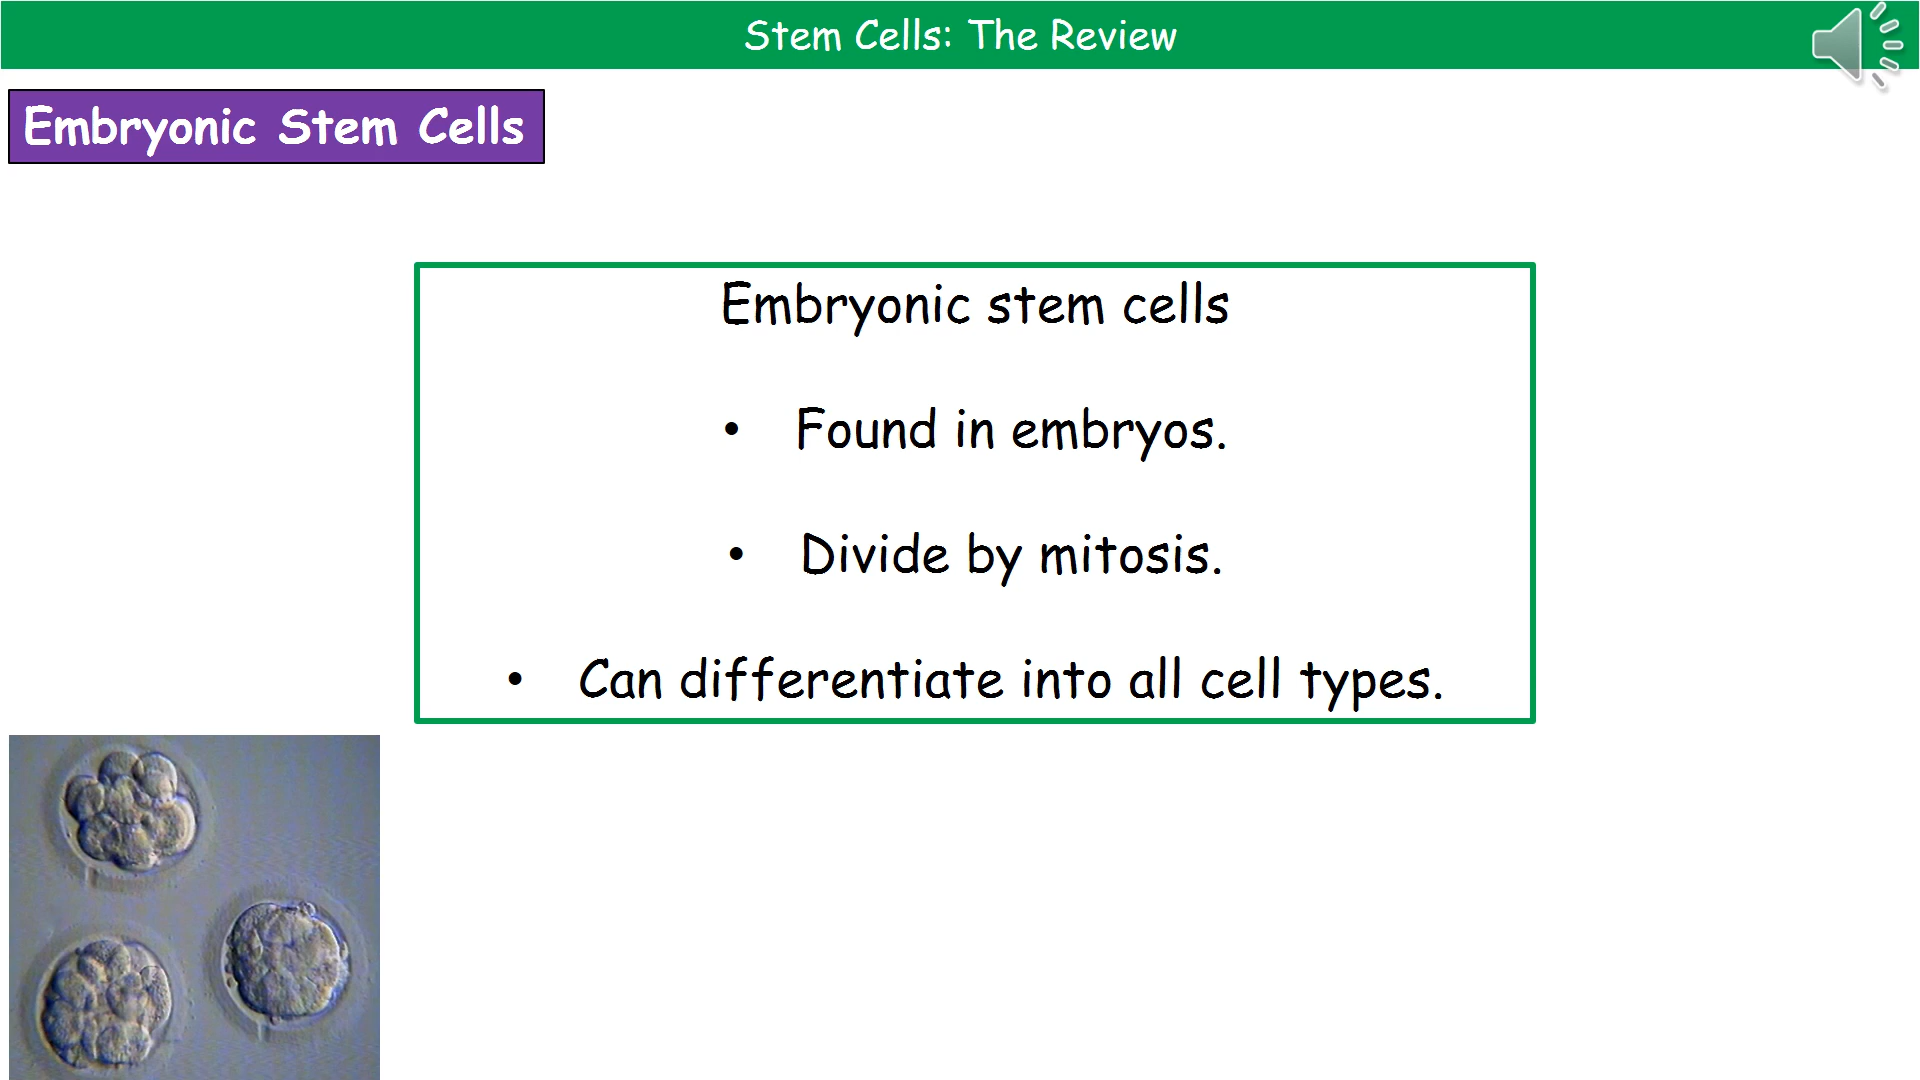 Stem Cells: The Review
Embryonic Stem Cells
Embryonic stem cells
• Found in embryos.
• Divide by mitosis.
• Can differentiate into all cell types.